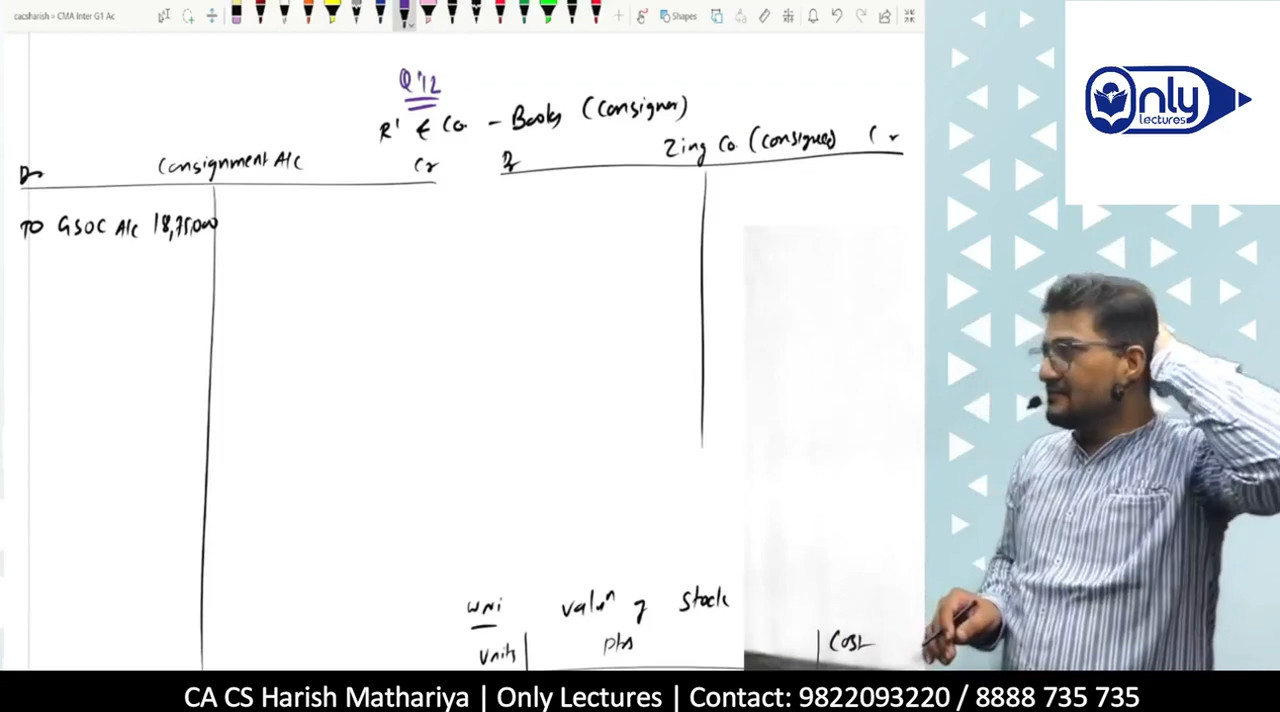 cacsharish » CMA Inter G1 Ac
Shapes
Q'12
Co. - Books (Consigner)
Dr Consignment A/c Cr
Dr Zing Co. (Consignee) Cr
TO GSOC A/c 18,75,000
WN1 Valuⁿ of Stock
Units pts Cost
Only
Lectures
CA CS Harish Mathariya | Only Lectures | Contact: 9822093220 / 8888 735 735